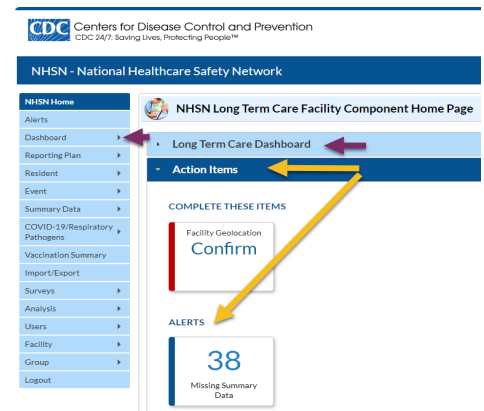 CDC Centers for Disease Control and Prevention
CDC 24/7: Saving Lives, Protecting People™
NHSN - National Healthcare Safety Network
NHSN Home
Alerts
Dashboard
Reporting Plan
Resident
Event
Summary Data
COVID-19/Respiratory
Pathogens
Vaccination Summary
Import/Export
Surveys
Analysis
Users
Facility
Group
Logout
NHSN Long Term Care Facility Component Home Page
Long Term Care Dashboard
Action Items
COMPLETE THESE ITEMS
Facility Geolocation
Confirm
ALERTS
38
Missing Summary
Data